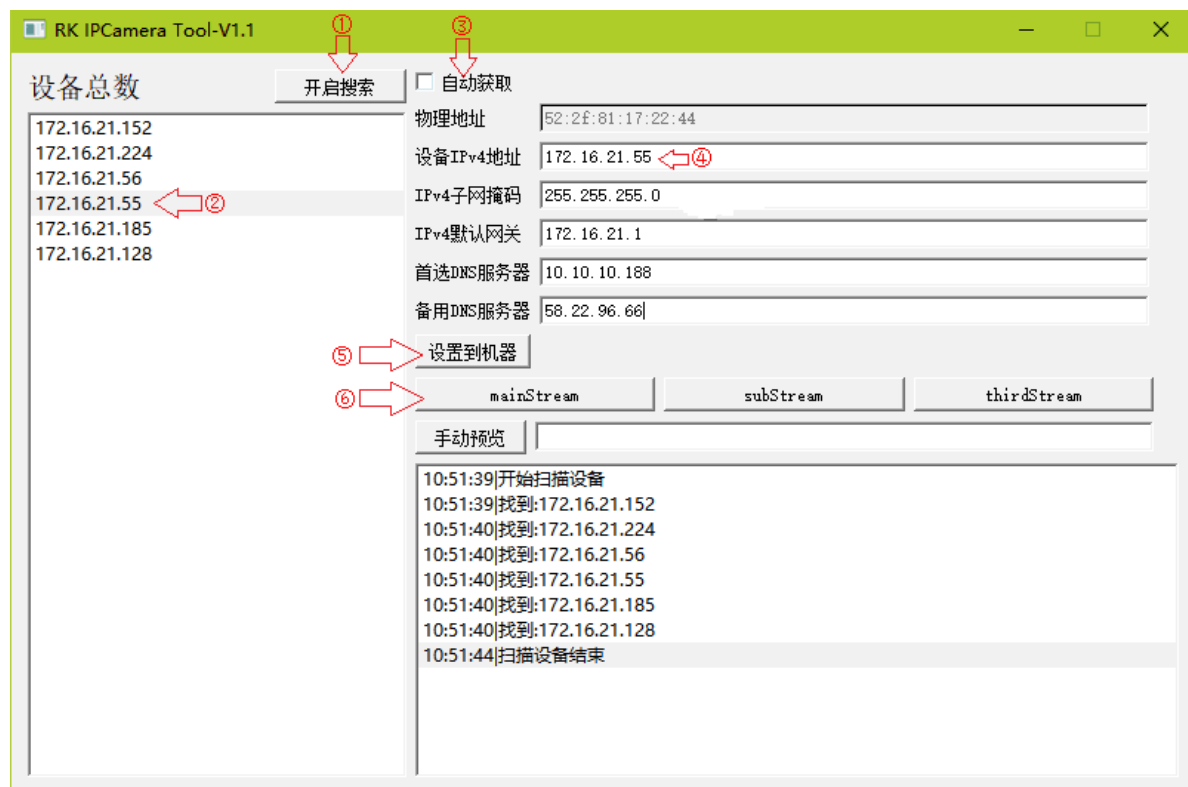 RK IPCamera Tool-V1.1
①
③
设备总数
开启搜索
自动获取
172.16.21.152
172.16.21.224
172.16.21.56
172.16.21.55 ②
172.16.21.185
172.16.21.128
物理地址 52:2f:81:17:22:44
设备IPv4地址 172.16.21.55 ④
IPv4子网掩码 255.255.255.0
IPv4默认网关 172.16.21.1
首选DNS服务器 10.10.10.188
备用DNS服务器 58.22.96.66
⑤ 设置到机器
⑥ mainStream subStream thirdStream
手动预览
10:51:39|开始扫描设备
10:51:39|找到:172.16.21.152
10:51:40|找到:172.16.21.224
10:51:40|找到:172.16.21.56
10:51:40|找到:172.16.21.55
10:51:40|找到:172.16.21.185
10:51:40|找到:172.16.21.128
10:51:44|扫描设备结束